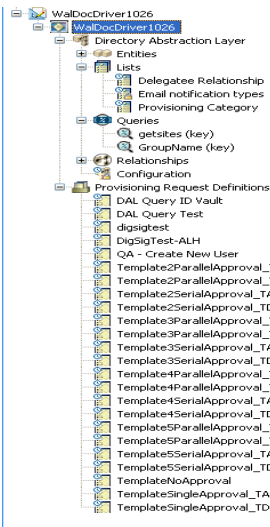 WalDocDriver1026
WalDocDriver1026
Directory Abstraction Layer
Entities
Lists
Delegatee Relationship
Email notification types
Provisioning Category
Queries
getsites (key)
GroupName (key)
Relationships
Configuration
Provisioning Request Definitions
DAL Query ID Vault
DAL Query Test
digsigtest
DigSigTest-ALH
QA - Create New User
Template2ParallelApproval_
Template2ParallelApproval_
Template2SerialApproval_TA
Template2SerialApproval_TD
Template3ParallelApproval_
Template3ParallelApproval_
Template3SerialApproval_TA
Template3SerialApproval_TD
Template4ParallelApproval_
Template4ParallelApproval_
Template4SerialApproval_TA
Template4SerialApproval_TD
Template5ParallelApproval_
Template5ParallelApproval_
Template5SerialApproval_TA
Template5SerialApproval_TD
TemplateNoApproval
TemplateSingleApproval_TA
TemplateSingleApproval_TD